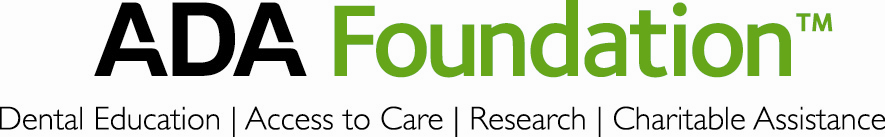 ADA Foundation™
Dental Education | Access to Care | Research | Charitable Assistance